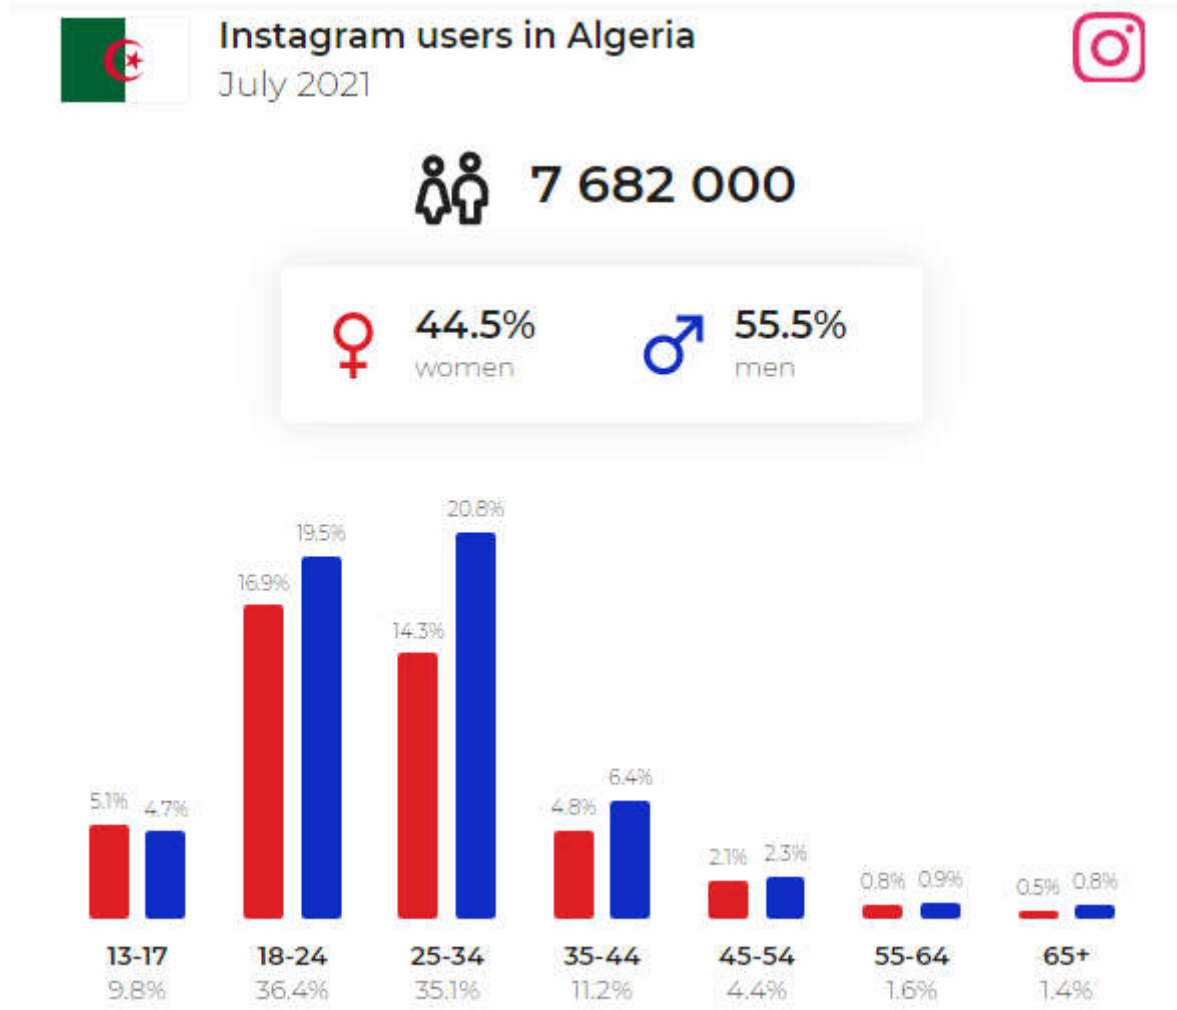 Instagram users in Algeria
July 2021
7 682 000
44.5%
women
55.5%
men
5.1% 4.7%
16.9% 19.5%
14.3% 20.8%
4.8% 6.4%
2.1% 2.3%
0.8% 0.9%
0.5% 0.8%
13-17 18-24 25-34 35-44 45-54 55-64 65+
9.8% 36.4% 35.1% 11.2% 4.4% 1.6% 1.4%